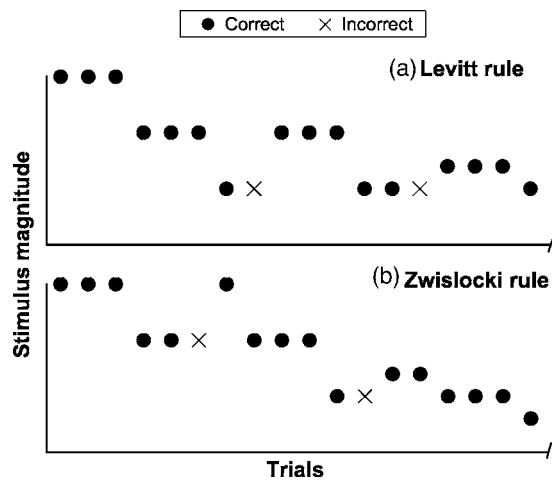 Correct Incorrect
(a) Levitt rule
(b) Zwislocki rule
Stimulus magnitude
Trials